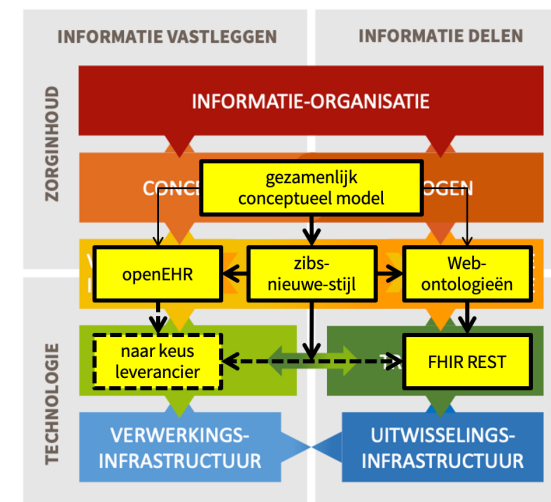 INFORMATIE VASTLEGGEN
INFORMATIE DELEN
ZORGINHOUD
INFORMATIE-ORGANISATIE
gezamenlijk
conceptueel model
openEHR
zibs-
nieuwe-stijl
Web-
ontologieën
TECHNOLOGIE
naar keus
leverancier
FHIR REST
VERWERKINGS-
INFRASTRUCTUUR
UITWISSELINGS-
INFRASTRUCTUUR